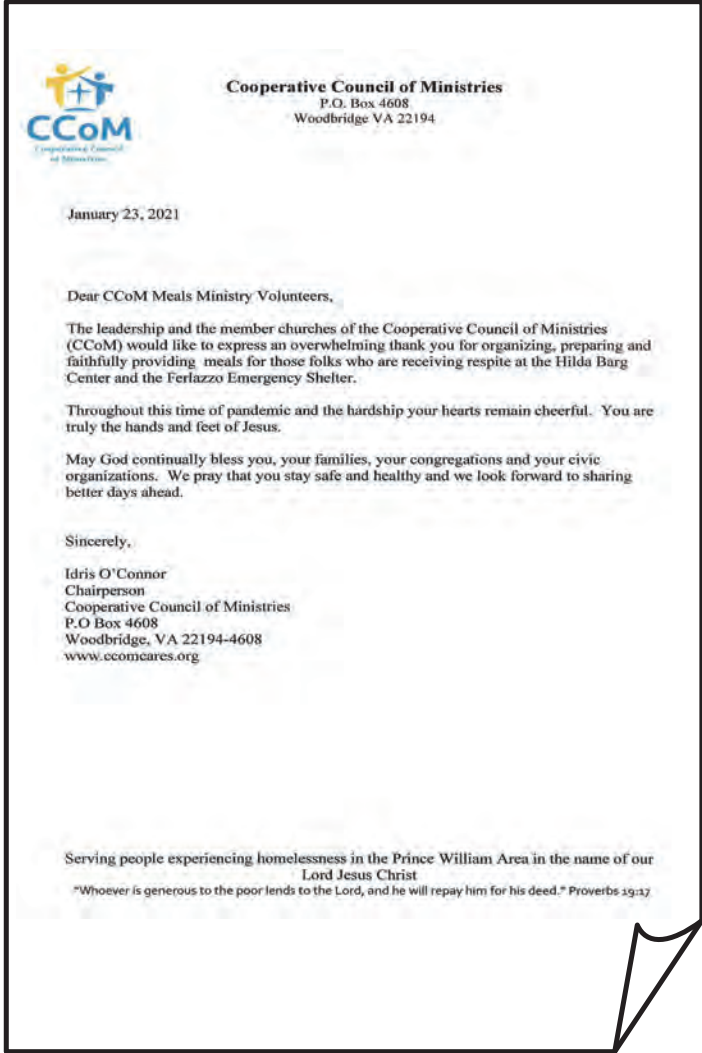 CCoM
Cooperative Council
of Ministries
Cooperative Council of Ministries
P.O. Box 4608
Woodbridge VA 22194
January 23, 2021
Dear CCoM Meals Ministry Volunteers,
The leadership and the member churches of the Cooperative Council of Ministries
(CCoM) would like to express an overwhelming thank you for organizing, preparing and
faithfully providing meals for those folks who are receiving respite at the Hilda Barg
Center and the Ferlazzo Emergency Shelter.
Throughout this time of pandemic and the hardship your hearts remain cheerful. You are
truly the hands and feet of Jesus.
May God continually bless you, your families, your congregations and your civic
organizations. We pray that you stay safe and healthy and we look forward to sharing
better days ahead.
Sincerely,
Idris O'Connor
Chairperson
Cooperative Council of Ministries
P.O Box 4608
Woodbridge, VA 22194-4608
www.ccomcares.org
Serving people experiencing homelessness in the Prince William Area in the name of our
Lord Jesus Christ
"Whoever is generous to the poor lends to the Lord, and he will repay him for his deed." Proverbs 19:17